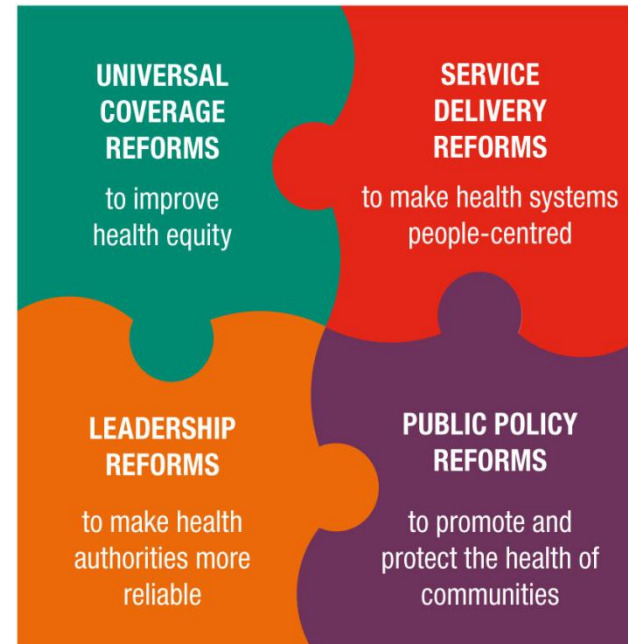 UNIVERSAL
COVERAGE
REFORMS
to improve
health equity
SERVICE
DELIVERY
REFORMS
to make health systems
people-centred
LEADERSHIP
REFORMS
to make health
authorities more
reliable
PUBLIC POLICY
REFORMS
to promote and
protect the health of
communities